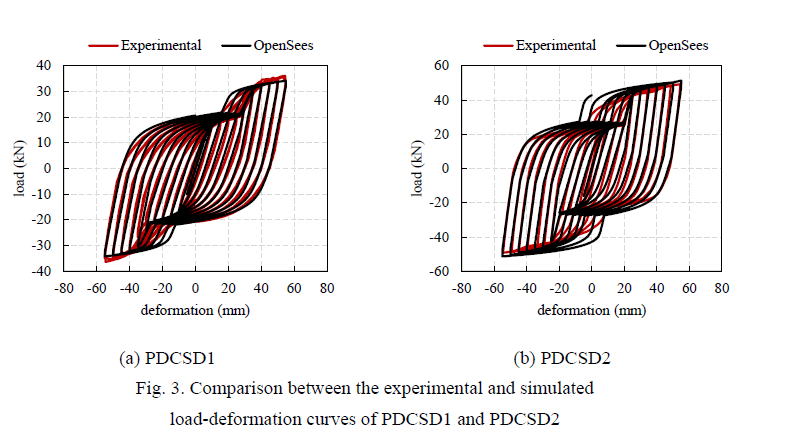 Experimental OpenSees
40
30
20
10
0
-10
-20
-30
-40
load (kN)
-80 -60 -40 -20 0 20 40 60 80
deformation (mm)
(a) PDCSD1
Experimental OpenSees
60
40
20
0
-20
-40
-60
load (kN)
-80 -60 -40 -20 0 20 40 60 80
deformation (mm)
(b) PDCSD2
Fig. 3. Comparison between the experimental and simulated
load-deformation curves of PDCSD1 and PDCSD2